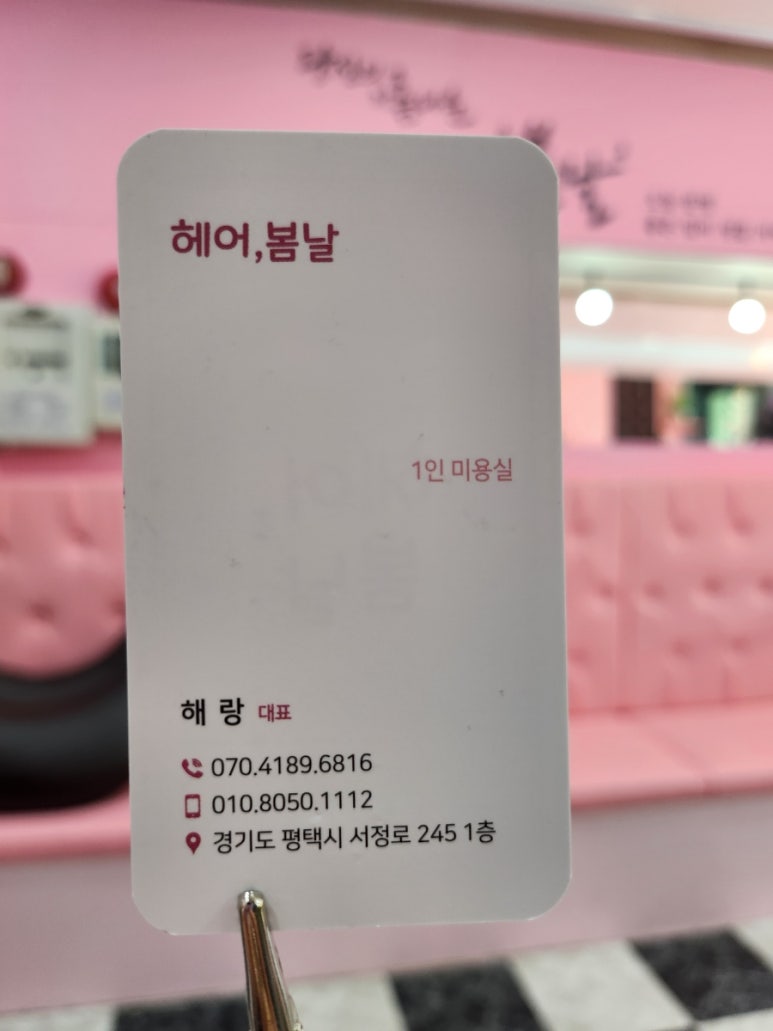 헤어,봄날
1인 미용실
해 랑 대표
070.4189.6816
010.8050.1112
경기도 평택시 서정로 245 1층